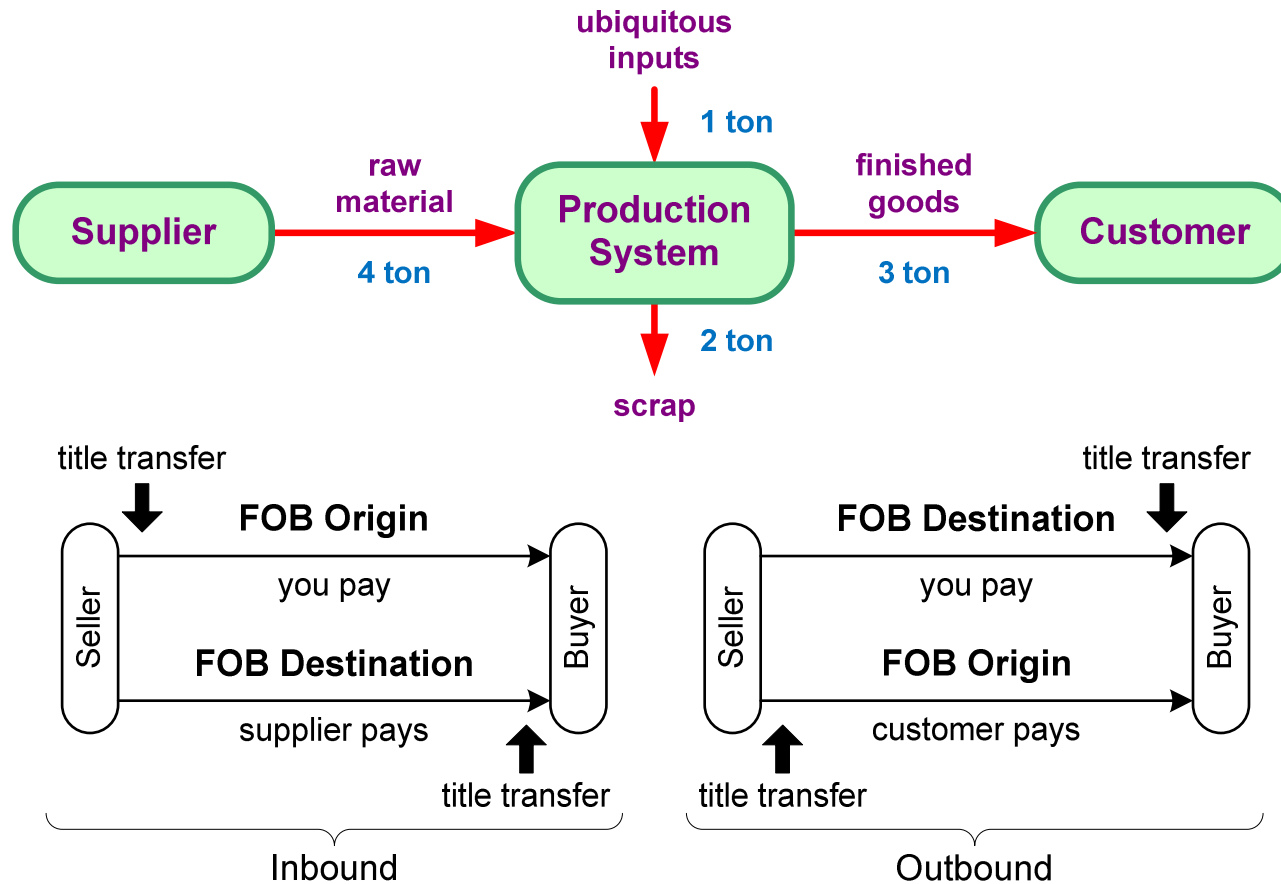 ubiquitous
inputs
1 ton
raw
material
finished
goods
Supplier
Production
System
Customer
4 ton
3 ton
2 ton
scrap
title transfer
FOB Origin
you pay
Seller
Buyer
FOB Destination
supplier pays
title transfer
Inbound
title transfer
FOB Destination
you pay
Seller
Buyer
FOB Origin
customer pays
title transfer
Outbound